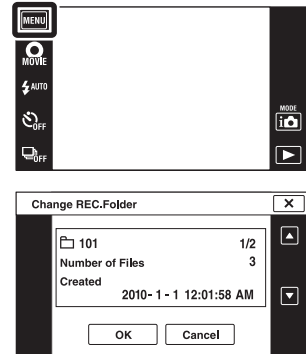 MENU
MOVIE
AUTO
OFF
OFF
MODE
Change REC.Folder
101 1/2
Number of Files 3
Created
2010- 1 - 1 12:01:58 AM
OK Cancel